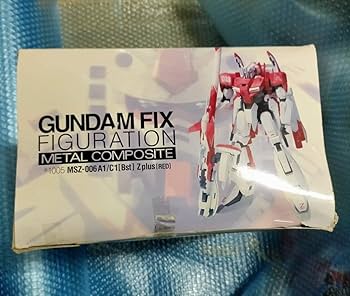 GUNDAM FIX
FIGURATION
METAL COMPOSITE
#1005 MSZ-006A1/C1[Bst] Zplus[RED]